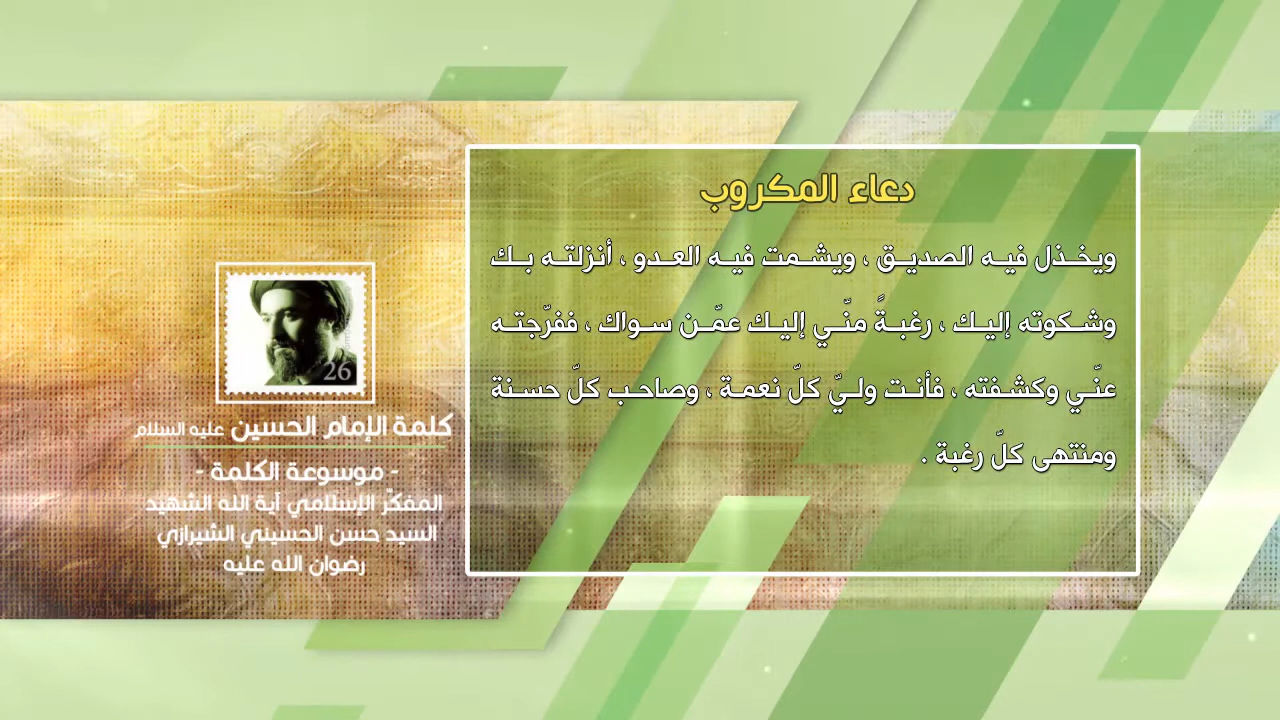 دعاء المكروب
ويخذل فيه الصديق ، ويشمت فيه العدو ، أنزلته بك
وشكوته إليك ، رغبةً منّي إليك عمّن سواك ، ففرّجته
عنّي وكشفته ، فأنت وليّ كلّ نعمة ، وصاحب كلّ حسنة
ومنتهى كلّ رغبة .
26
كلمة الإمام الحسين عليه السلام
- موسوعة الكلمة -
المفكّر الإسلامي آية الله الشهيد
السيد حسن الحسيني الشيرازي
رضوان الله عليه